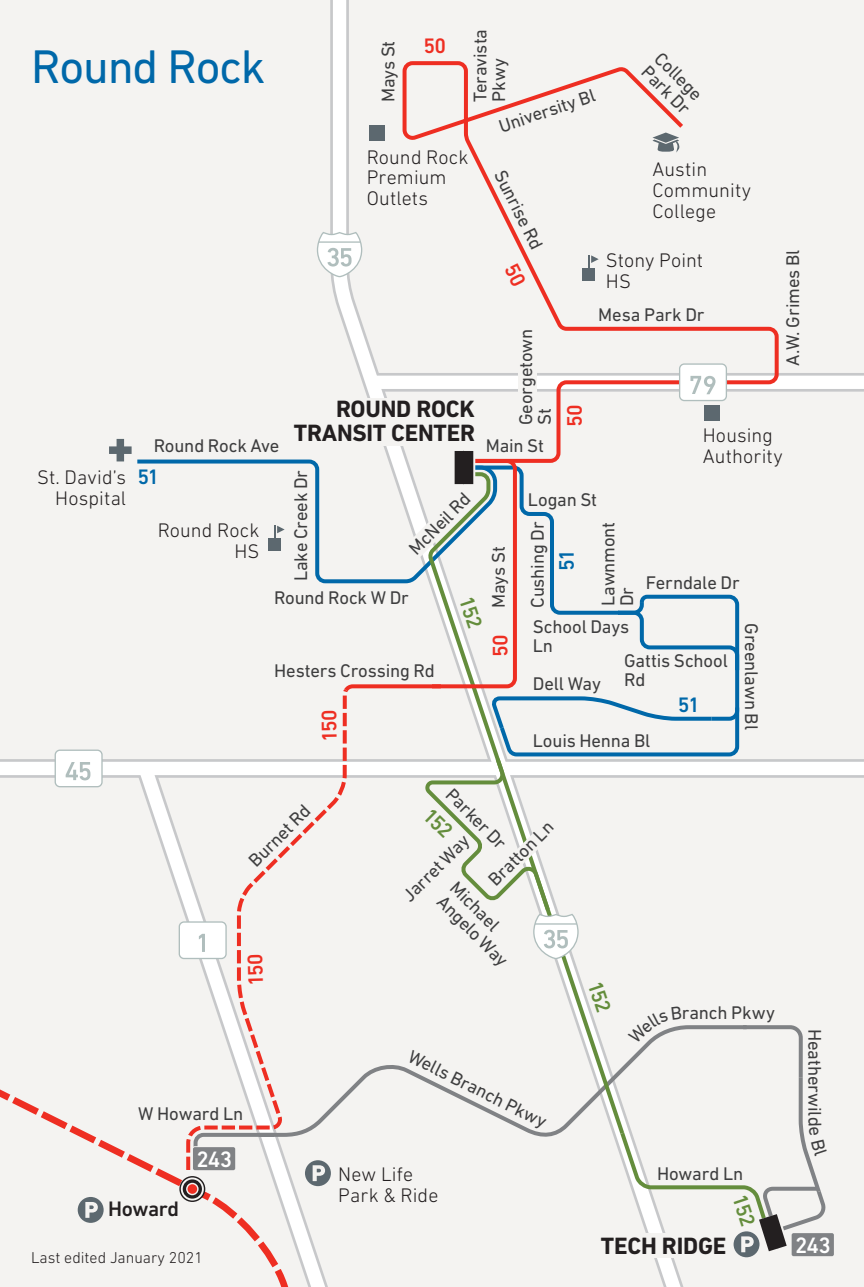 Round Rock
Mays St
50
Teravista
Pkwy
University Bl
College
Park Dr
Round Rock
Premium
Outlets
Austin
Community
College
Sunrise Rd
50
35
Stony Point
HS
Mesa Park Dr
A.W. Grimes Bl
Georgetown
St
50
79
Housing
Authority
ROUND ROCK
TRANSIT CENTER
Main St
Round Rock Ave
51
St. David's
Hospital
Round Rock
HS
Lake Creek Dr
McNeil Rd
Round Rock W Dr
Logan St
Cushing Dr
51
Lawnmont
Dr
Mays St
50
152
Ferndale Dr
School Days
Ln
Gattis School
Rd
Greenlawn Bl
Hesters Crossing Rd
Dell Way
51
Louis Henna Bl
150
45
Burnet Rd
152
Parker Dr
Jarret Way
Bratton Ln
Michael
Angelo Way
1
35
150
152
Wells Branch Pkwy
Heatherwilde Bl
Wells Branch Pkwy
W Howard Ln
243
P
New Life
Park & Ride
Howard Ln
152
P Howard
TECH RIDGE P
243
Last edited January 2021